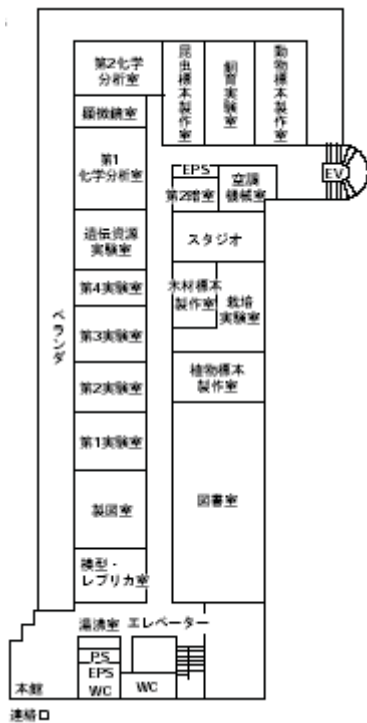 第2化学
分析室
昆虫標本製作室
飼育実験室
動物標本製作室
顕微鏡室
第1
化学分析室
EPS
第2暗室
空調
機械室
EV
遺伝資源
実験室
スタジオ
第4実験室
木材標本
製作室
栽培
実験室
ベランダ
第3実験室
植物標本
製作室
第2実験室
第1実験室
製図室
図書室
模型・
レプリカ室
湯沸室
エレベーター
PS
EPS
WC
WC
本館
連絡口